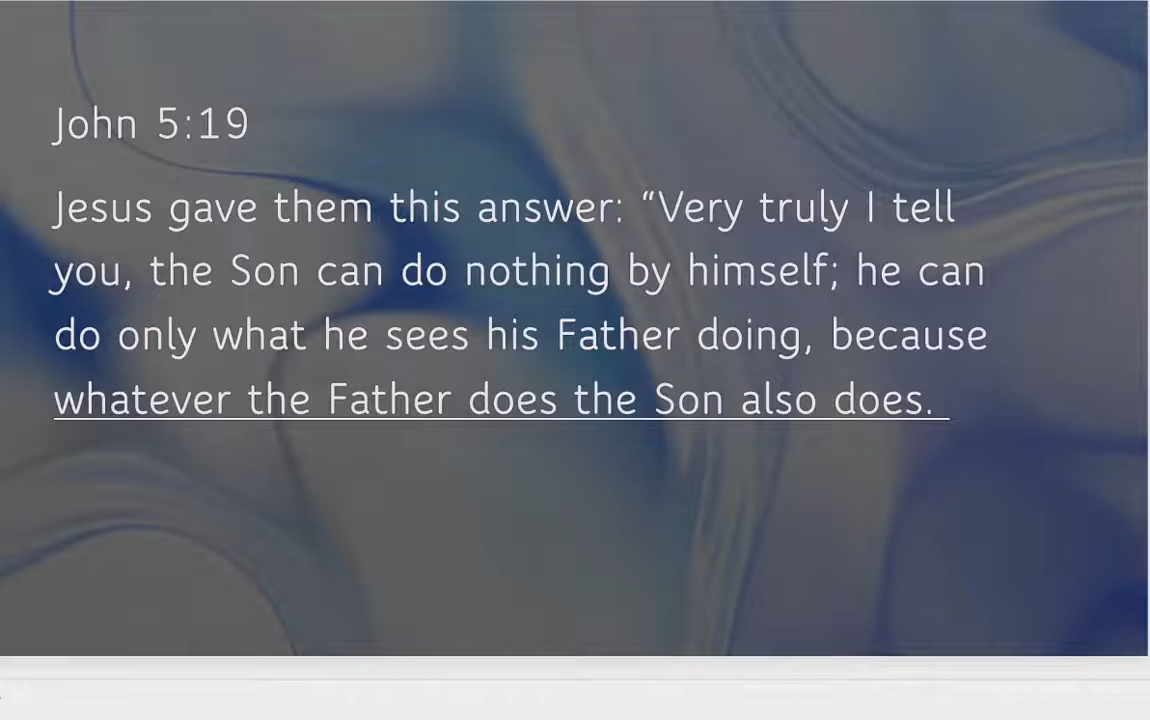 John 5:19
Jesus gave them this answer: “Very truly I tell
you, the Son can do nothing by himself; he can
do only what he sees his Father doing, because
whatever the Father does the Son also does.